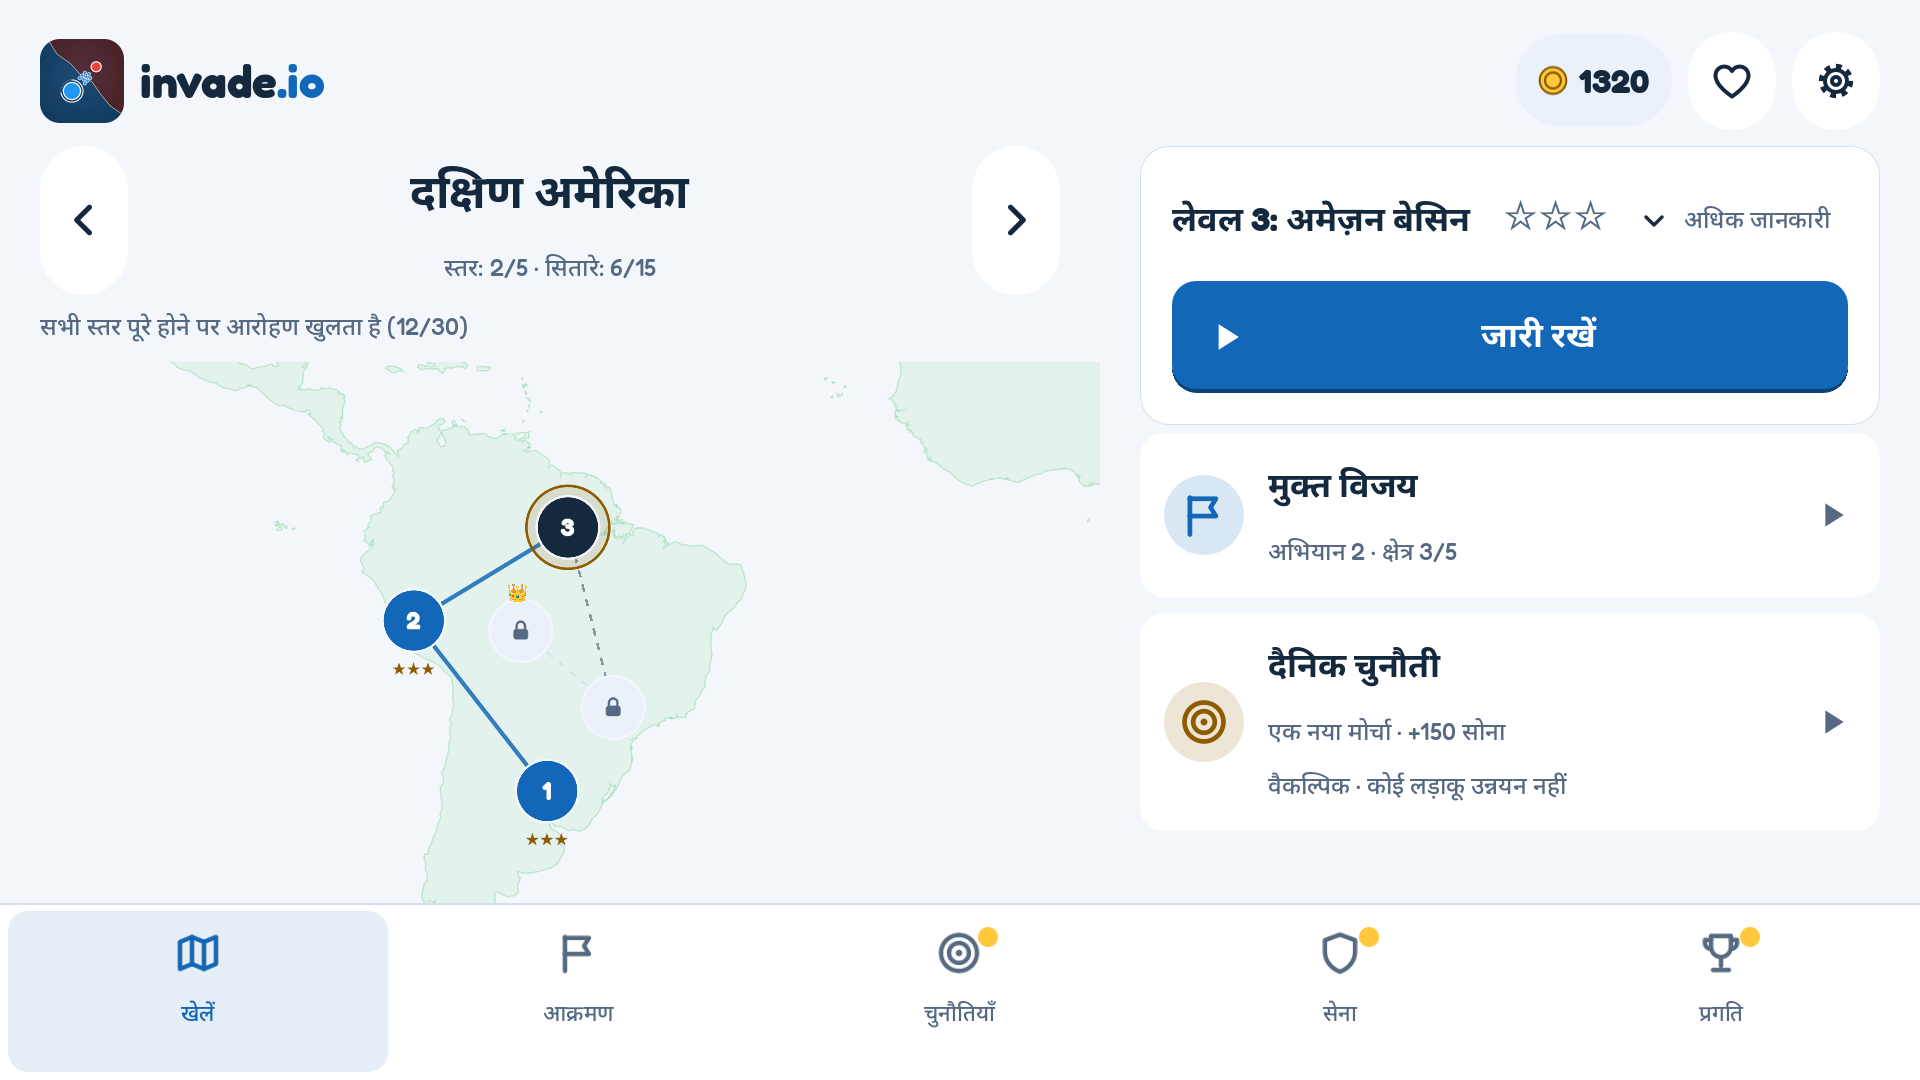 invade.io
1320
दक्षिण अमेरिका
स्तर: 2/5 · सितारे: 6/15
सभी स्तर पूरे होने पर आरोहण खुलता है (12/30)
3
2
★★★
1
★★★
लेवल 3: अमेज़न बेसिन ☆☆☆ अधिक जानकारी
जारी रखें
मुक्त विजय
अभियान 2 · क्षेत्र 3/5
दैनिक चुनौती
एक नया मोर्चा · +150 सोना
वैकल्पिक · कोई लड़ाकू उन्नयन नहीं
खेलें
आक्रमण
चुनौतियाँ
सेना
प्रगति